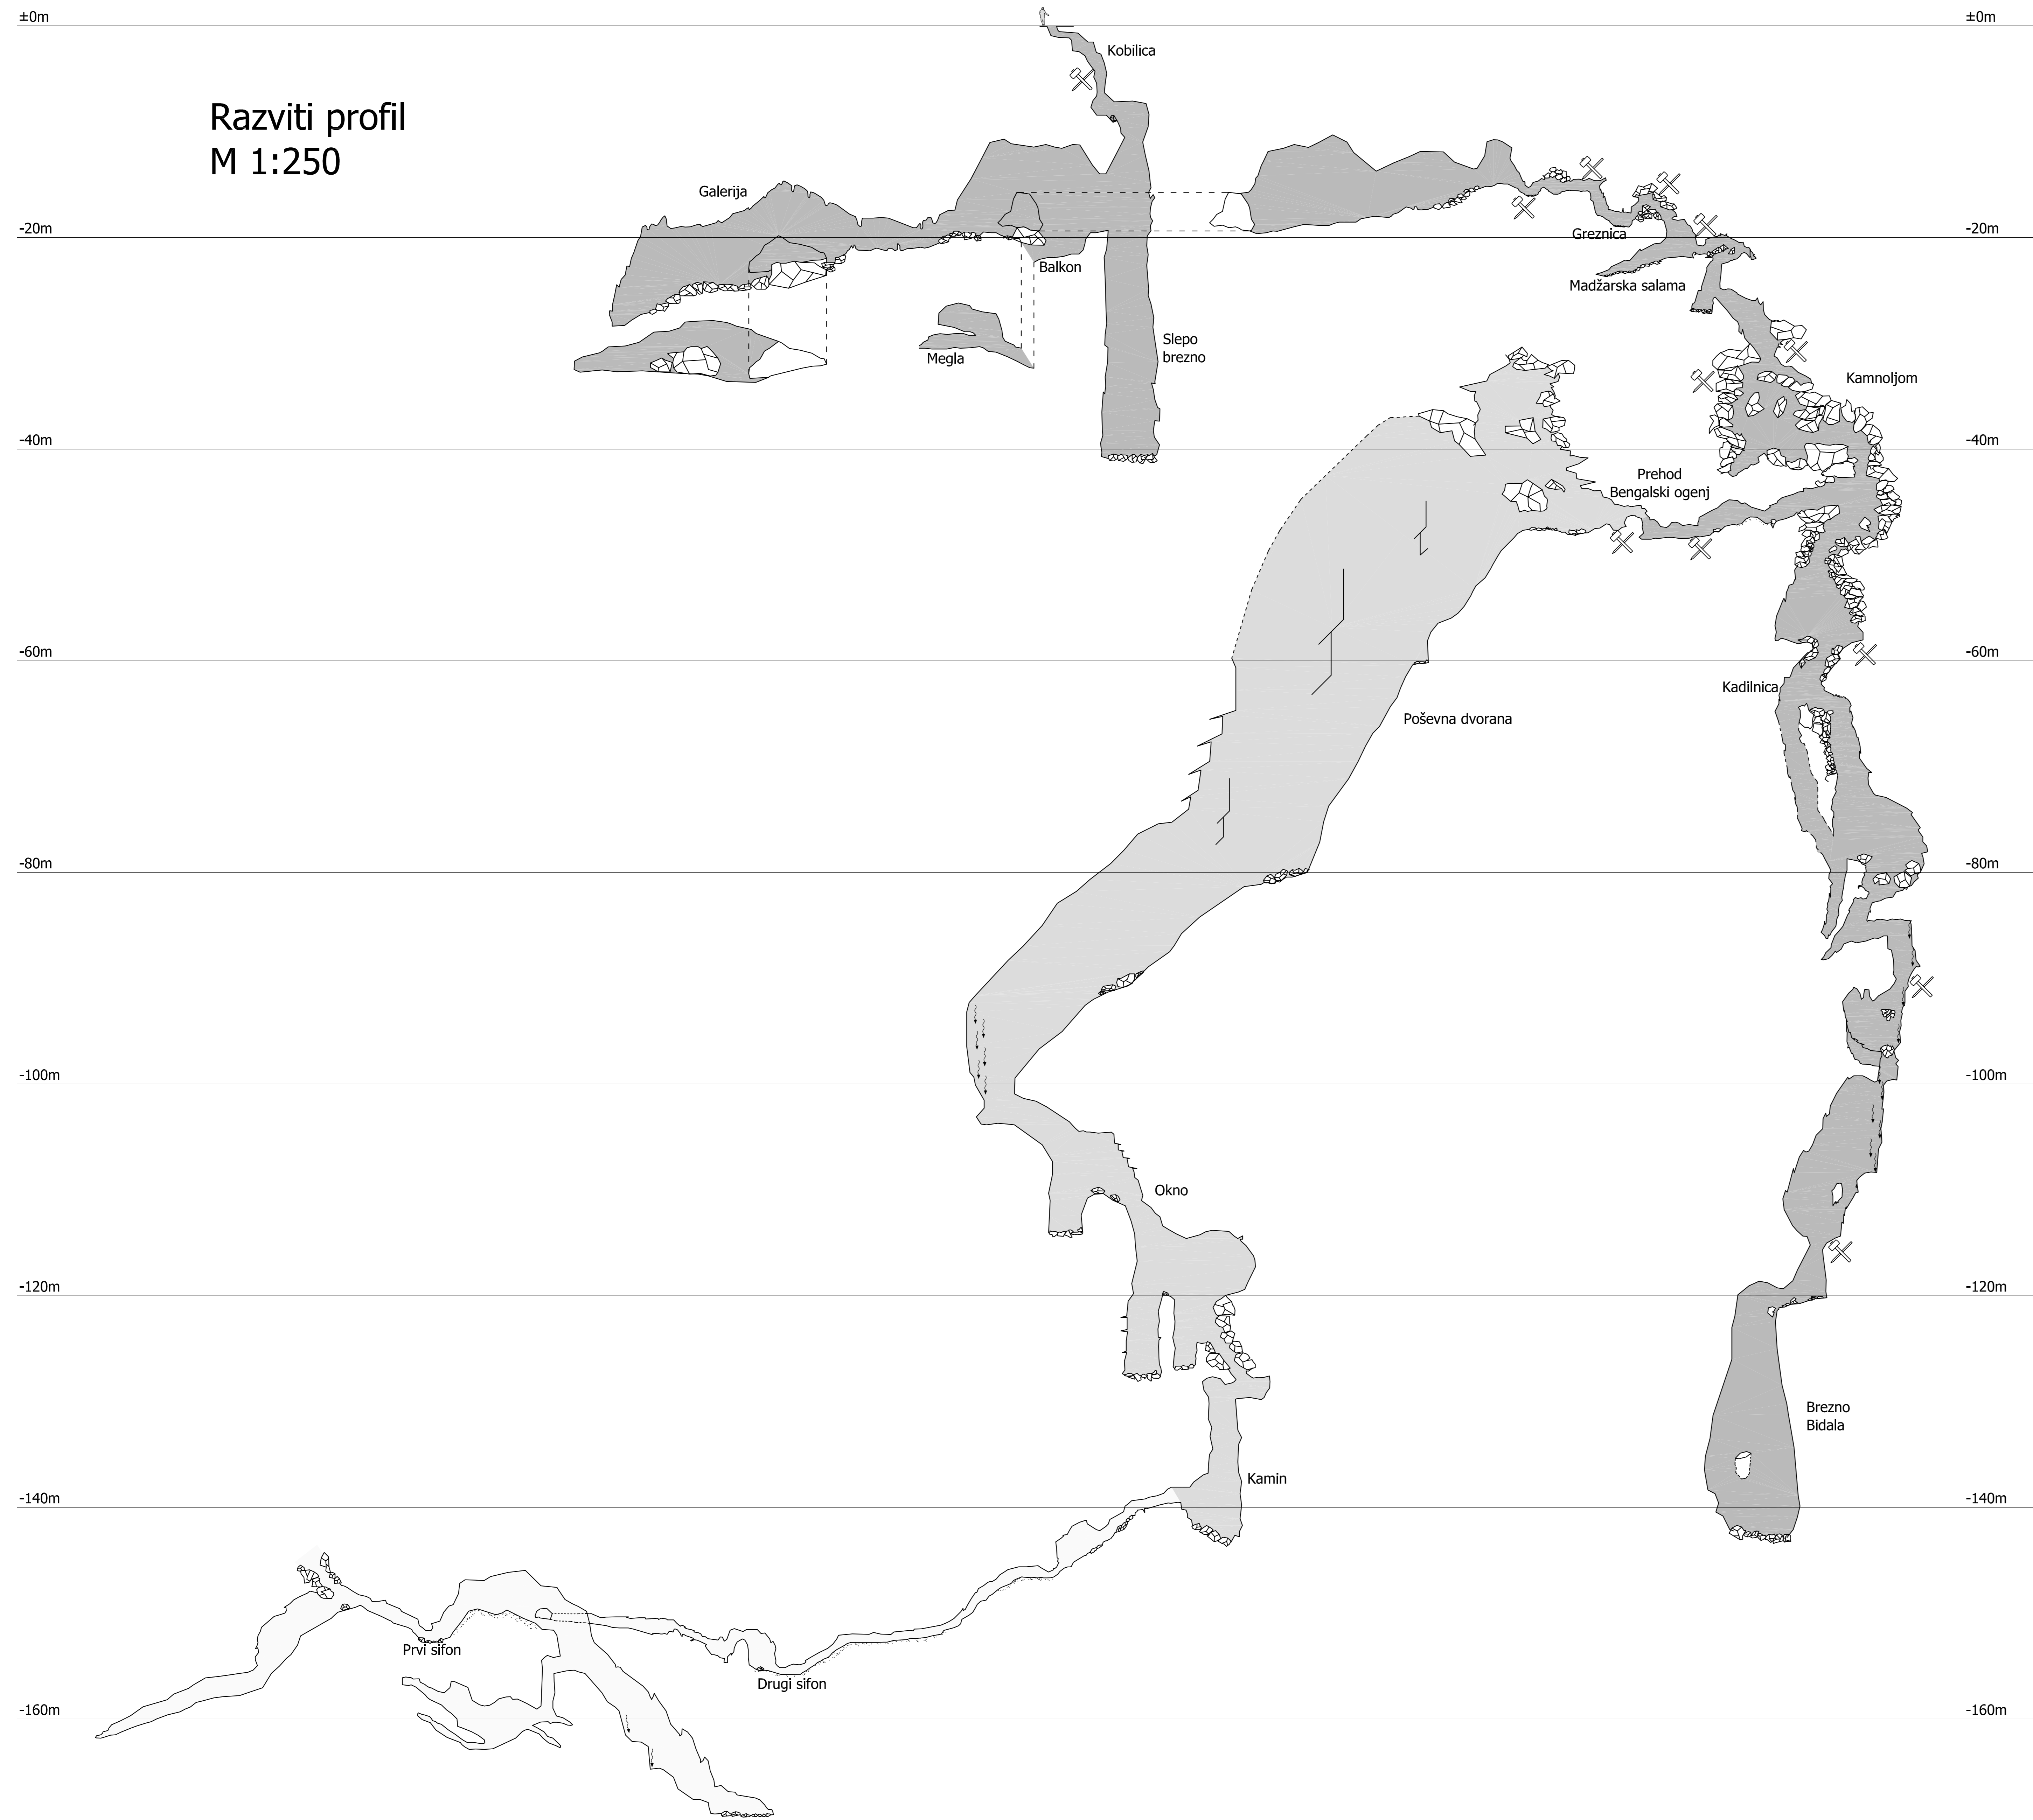 ±0m
±0m
Kobilica
Razviti profil
M 1:250
Galerija
-20m
Greznica
-20m
Balkon
Madžarska salama
Slepo
brezno
Megla
Kamnoljom
-40m
-40m
Prehod
Bengalski ogenj
-60m
-60m
Kadilnica
Poševna dvorana
-80m
-80m
-100m
-100m
Okno
-120m
-120m
Brezno
Bidala
Kamin
-140m
-140m
Prvi sifon
Drugi sifon
-160m
-160m